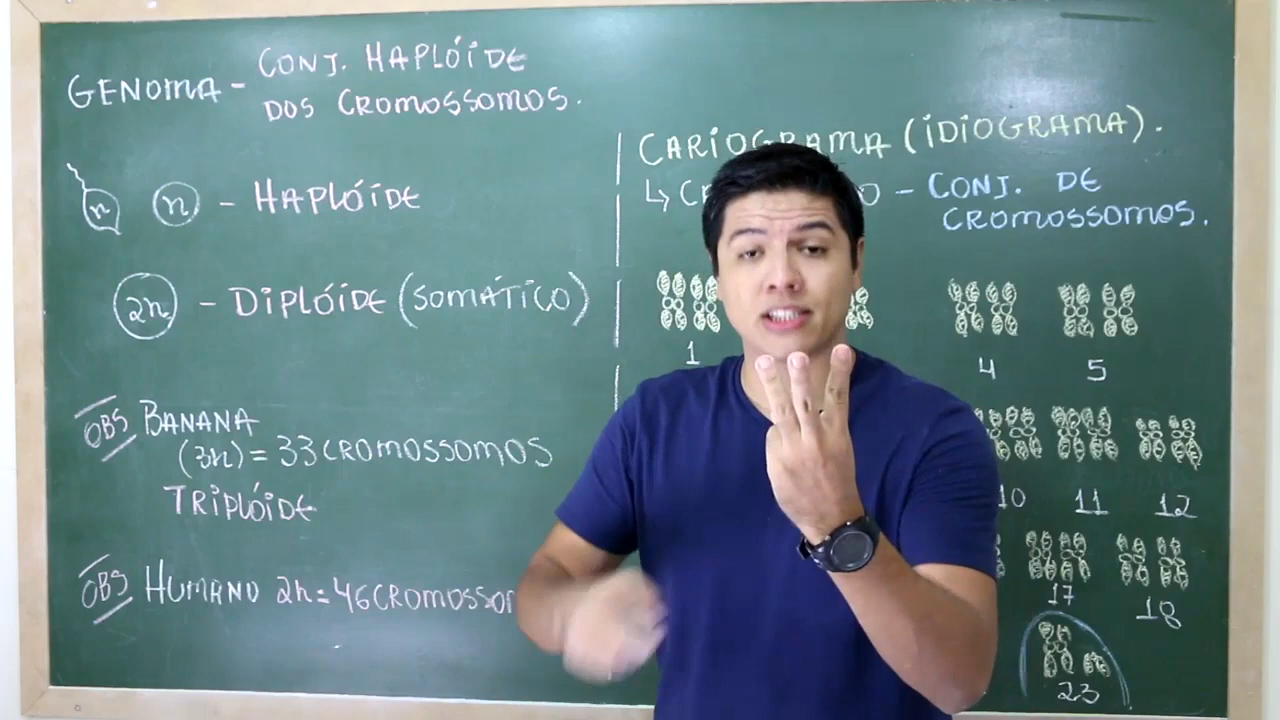 GENOMA - CONJ. HAPLÓIDE
DOS CROMOSSOMOS.
n n - HAPLÓIDE
2n - DIPLÓIDE (SOMÁTICO)
OBS BANANA
(3n) = 33 CROMOSSOMOS
TRIPLÓIDE
OBS HUMANO 2n = 46 CROMOSSOM
CARIOGRAMA (IDIOGRAMA).
↳ - CONJ. DE
CROMOSSOMOS.
1 4 5
10 11 12
17 18
23